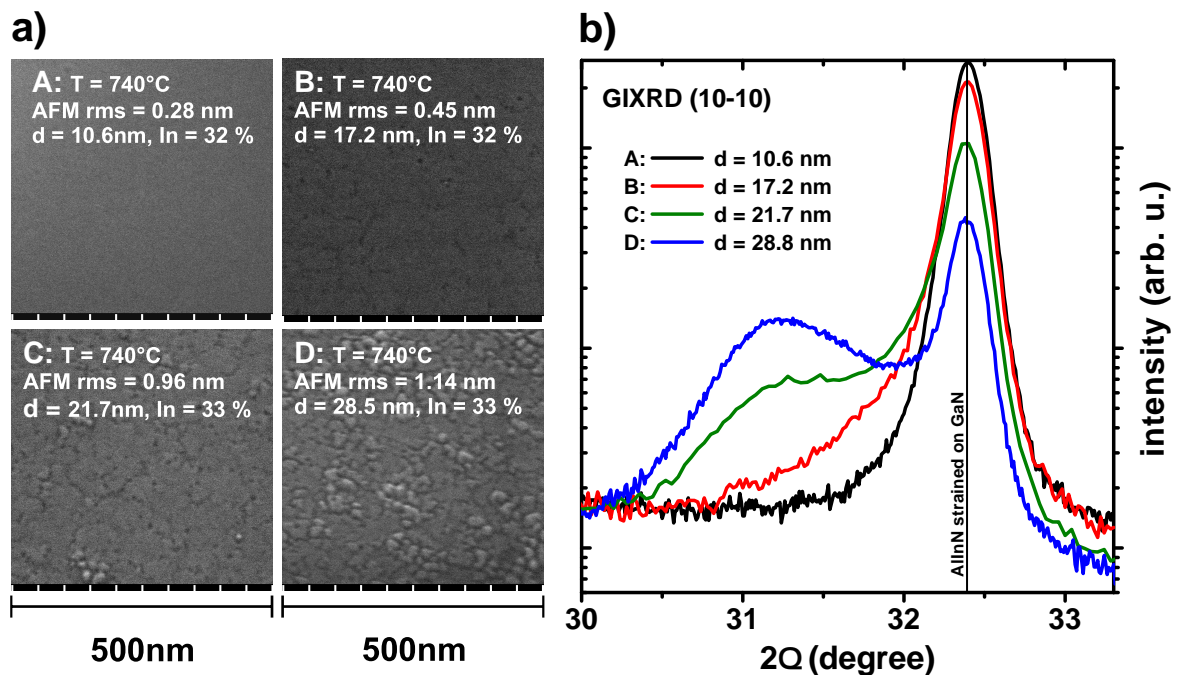 a)
A: T = 740°C
AFM rms = 0.28 nm
d = 10.6nm, In = 32 %
B: T = 740°C
AFM rms = 0.45 nm
d = 17.2 nm, In = 32 %
C: T = 740°C
AFM rms = 0.96 nm
d = 21.7nm, In = 33 %
D: T = 740°C
AFM rms = 1.14 nm
d = 28.5 nm, In = 33 %
500nm
500nm
b)
GIXRD (10-10)
A: d = 10.6 nm
B: d = 17.2 nm
C: d = 21.7 nm
D: d = 28.8 nm
AlInN strained on GaN
intensity (arb. u.)
30 31 32 33
2Q (degree)